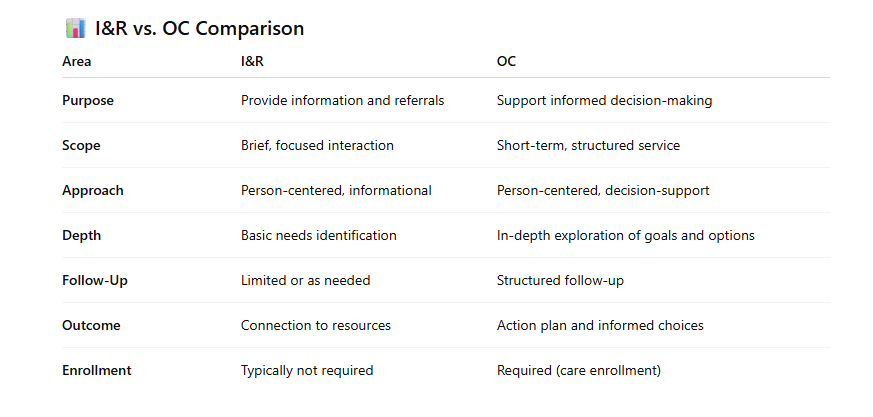 I&R vs. OC Comparison
Area I&R OC
Purpose Provide information and referrals Support informed decision-making
Scope Brief, focused interaction Short-term, structured service
Approach Person-centered, informational Person-centered, decision-support
Depth Basic needs identification In-depth exploration of goals and options
Follow-Up Limited or as needed Structured follow-up
Outcome Connection to resources Action plan and informed choices
Enrollment Typically not required Required (care enrollment)